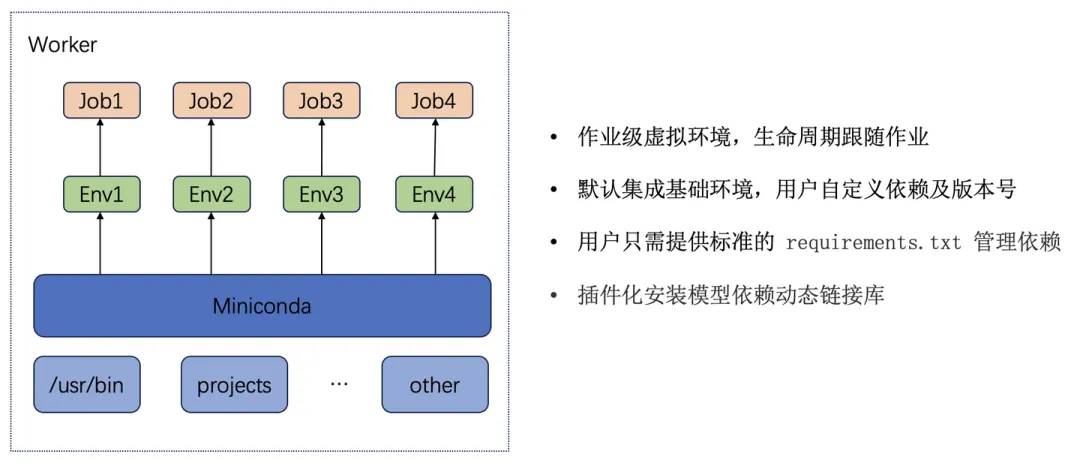 Worker
Job1 Job2 Job3 Job4
Env1 Env2 Env3 Env4
Miniconda
/usr/bin projects … other
• 作业级虚拟环境，生命周期跟随作业
• 默认集成基础环境，用户自定义依赖及版本号
• 用户只需提供标准的 requirements.txt 管理依赖
• 插件化安装模型依赖动态链接库